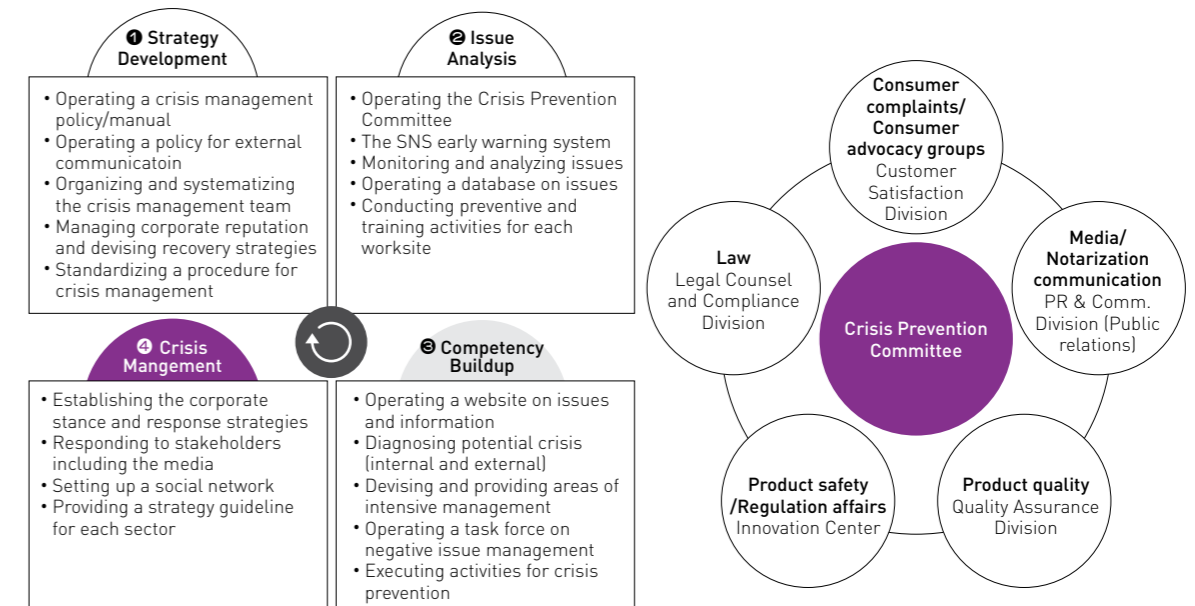 ❶ Strategy
Development
• Operating a crisis management
policy/manual
• Operating a policy for external
communicatoin
• Organizing and systematizing
the crisis management team
• Managing corporate reputation
and devising recovery strategies
• Standardizing a procedure for
crisis management
❷ Issue
Analysis
• Operating the Crisis Prevention
Committee
• The SNS early warning system
• Monitoring and analyzing issues
• Operating a database on issues
• Conducting preventive and
training activities for each
worksite
❹ Crisis
Mangement
• Establishing the corporate
stance and response strategies
• Responding to stakeholders
including the media
• Setting up a social network
• Providing a strategy guideline
for each sector
❸ Competency
Buildup
• Operating a website on issues
and information
• Diagnosing potential crisis
(internal and external)
• Devising and providing areas of
intensive management
• Operating a task force on
negative issue management
• Executing activities for crisis
prevention
Consumer
complaints/
Consumer
advocacy groups
Customer
Satisfaction
Division
Law
Legal Counsel
and Compliance
Division
Media/
Notarization
communication
PR & Comm.
Division (Public
relations)
Crisis Prevention
Committee
Product safety
/Regulation affairs
Innovation Center
Product quality
Quality Assurance
Division